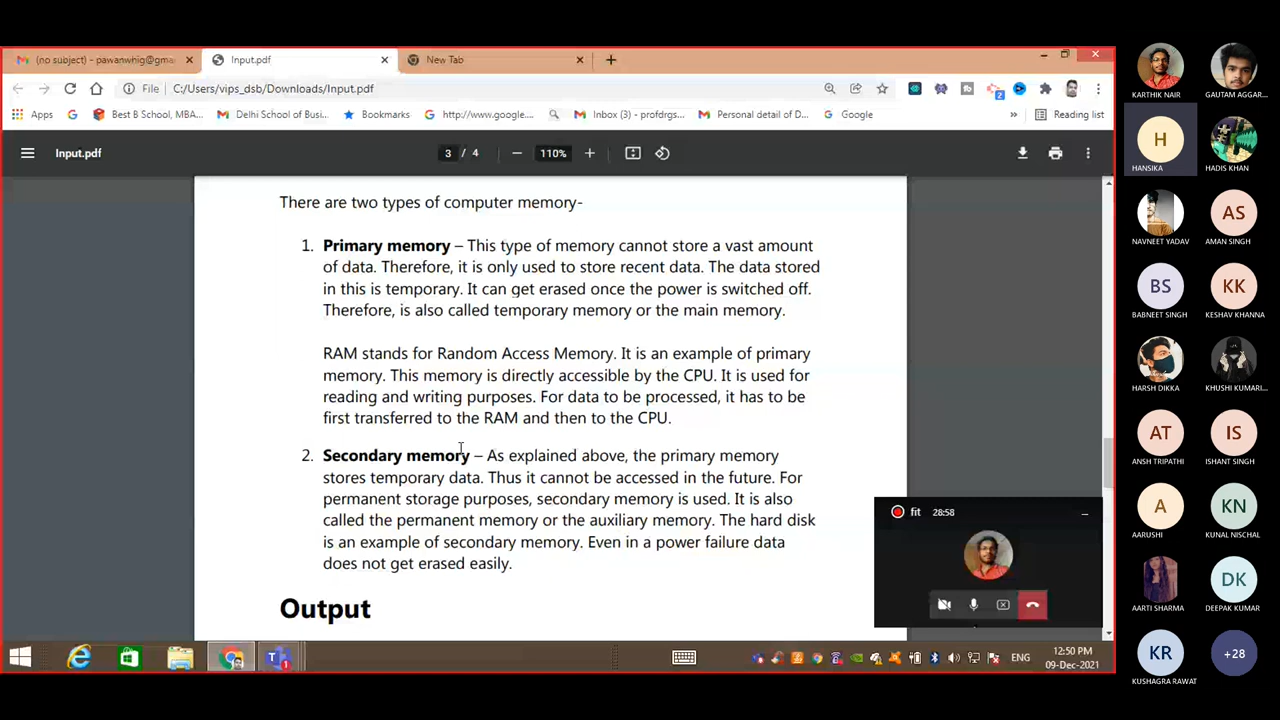 (no subject) - pawanwhig@gma
Input.pdf
New Tab
File
C:/Users/vips_dsb/Downloads/Input.pdf
Apps
Best B School, MBA...
Delhi School of Busi...
Bookmarks
http://www.google....
Inbox (3) - profdrgs...
Personal detail of D...
Google
»
Reading list
Input.pdf
3 / 4
110%
There are two types of computer memory-
1. Primary memory – This type of memory cannot store a vast amount
of data. Therefore, it is only used to store recent data. The data stored
in this is temporary. It can get erased once the power is switched off.
Therefore, is also called temporary memory or the main memory.
RAM stands for Random Access Memory. It is an example of primary
memory. This memory is directly accessible by the CPU. It is used for
reading and writing purposes. For data to be processed, it has to be
first transferred to the RAM and then to the CPU.
2. Secondary memory – As explained above, the primary memory
stores temporary data. Thus it cannot be accessed in the future. For
permanent storage purposes, secondary memory is used. It is also
called the permanent memory or the auxiliary memory. The hard disk
is an example of secondary memory. Even in a power failure data
does not get erased easily.
Output
fit 28:58
ENG
12:50 PM
09-Dec-2021
KARTHIK NAIR
GAUTAM AGGAR...
H
HANSIKA
HADIS KHAN
NAVNEET YADAV
AS
AMAN SINGH
BS
BABNEET SINGH
KK
KESHAV KHANNA
HARSH DIKKA
KHUSHI KUMARI...
AT
ANSH TRIPATHI
IS
ISHANT SINGH
A
AARUSHI
KN
KUNAL NISCHAL
AARTI SHARMA
DK
DEEPAK KUMAR
KR
KUSHAGRA RAWAT
+28